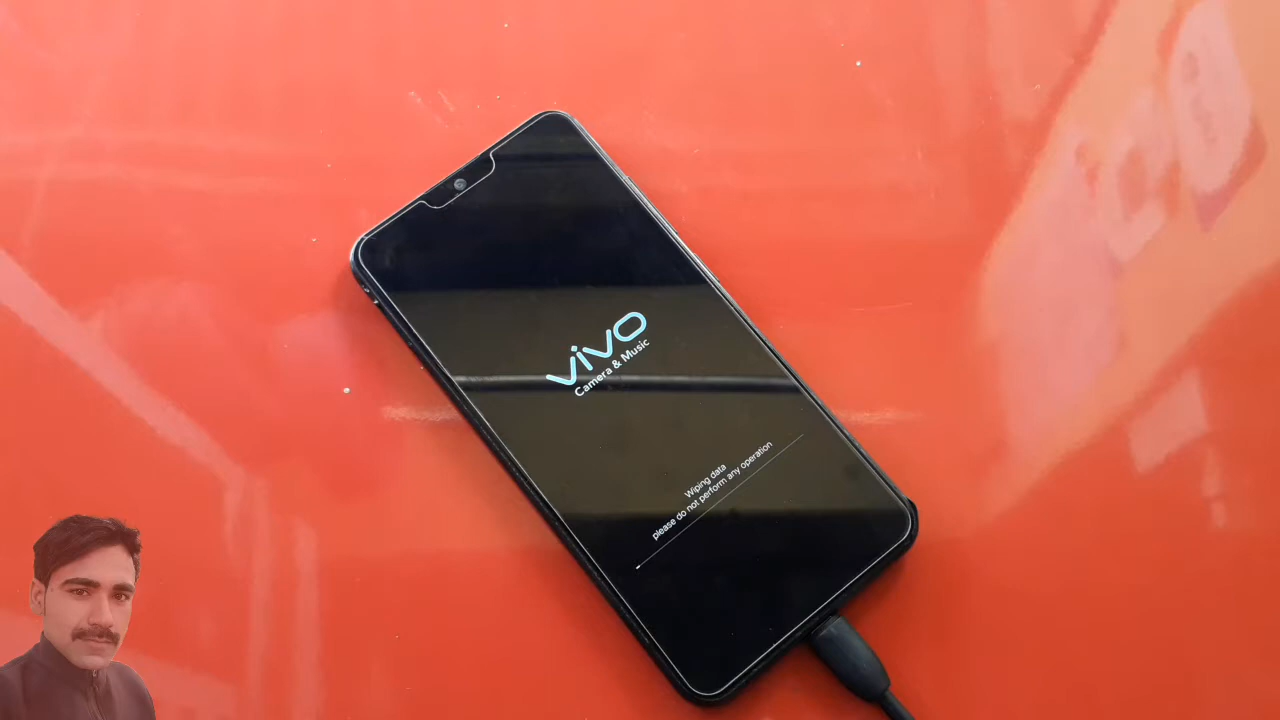 vivo
Camera & Music
Wiping data
please do not perform any operation